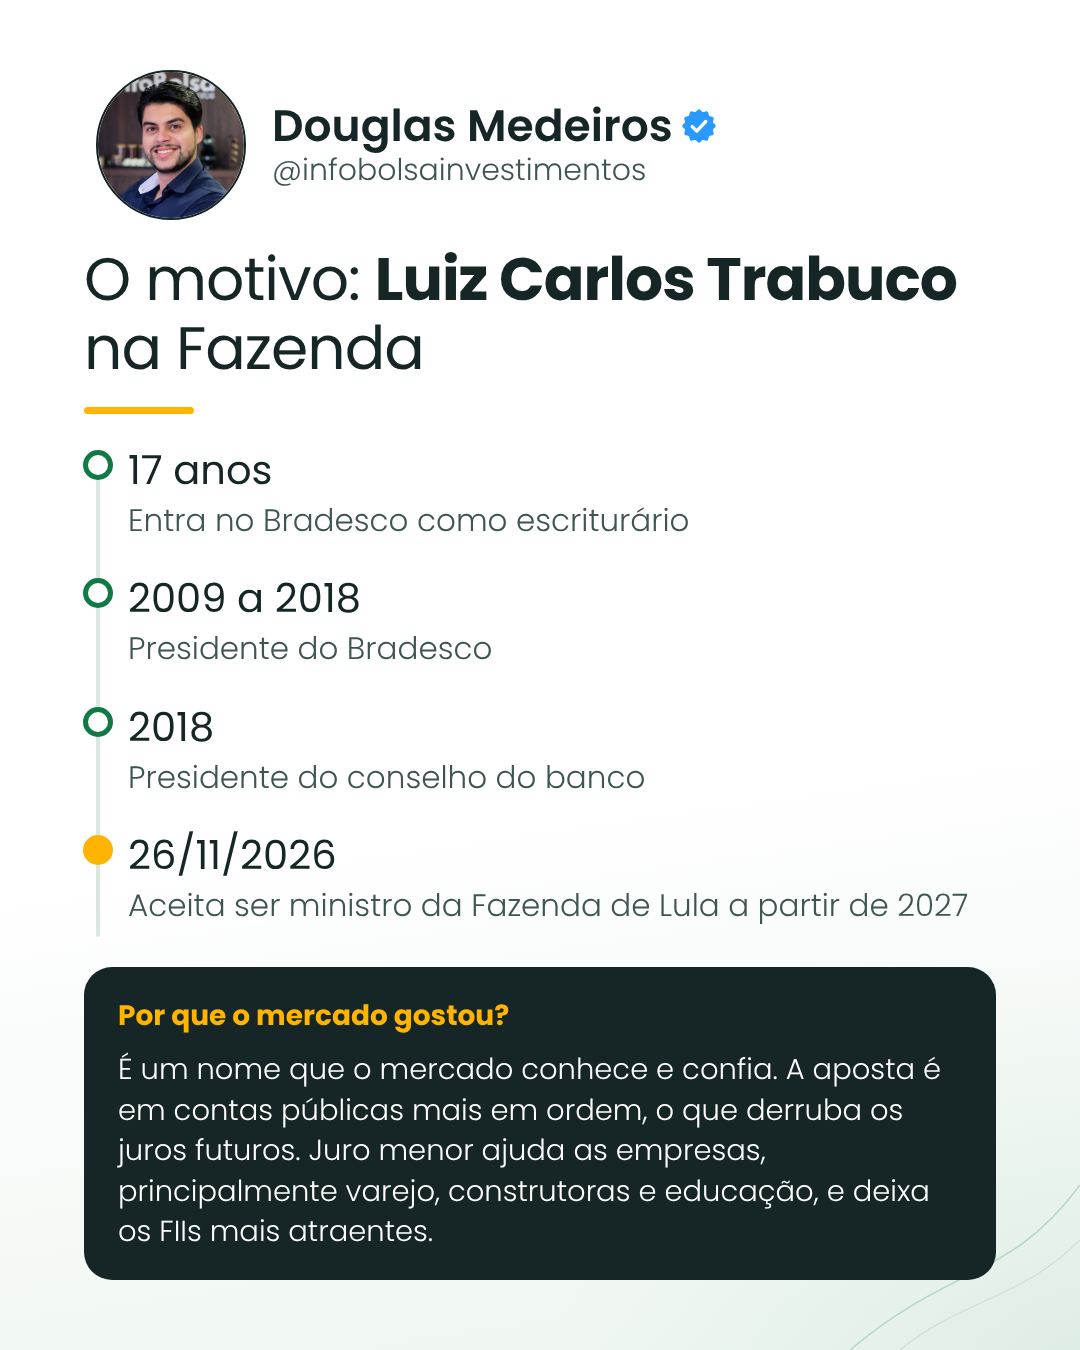 Douglas Medeiros
@infobolsainvestimentos
O motivo: Luiz Carlos Trabuco
na Fazenda
17 anos
Entra no Bradesco como escriturário
2009 a 2018
Presidente do Bradesco
2018
Presidente do conselho do banco
26/11/2026
Aceita ser ministro da Fazenda de Lula a partir de 2027
Por que o mercado gostou?
É um nome que o mercado conhece e confia. A aposta é
em contas públicas mais em ordem, o que derruba os
juros futuros. Juro menor ajuda as empresas,
principalmente varejo, construtoras e educação, e deixa
os FIIs mais atraentes.